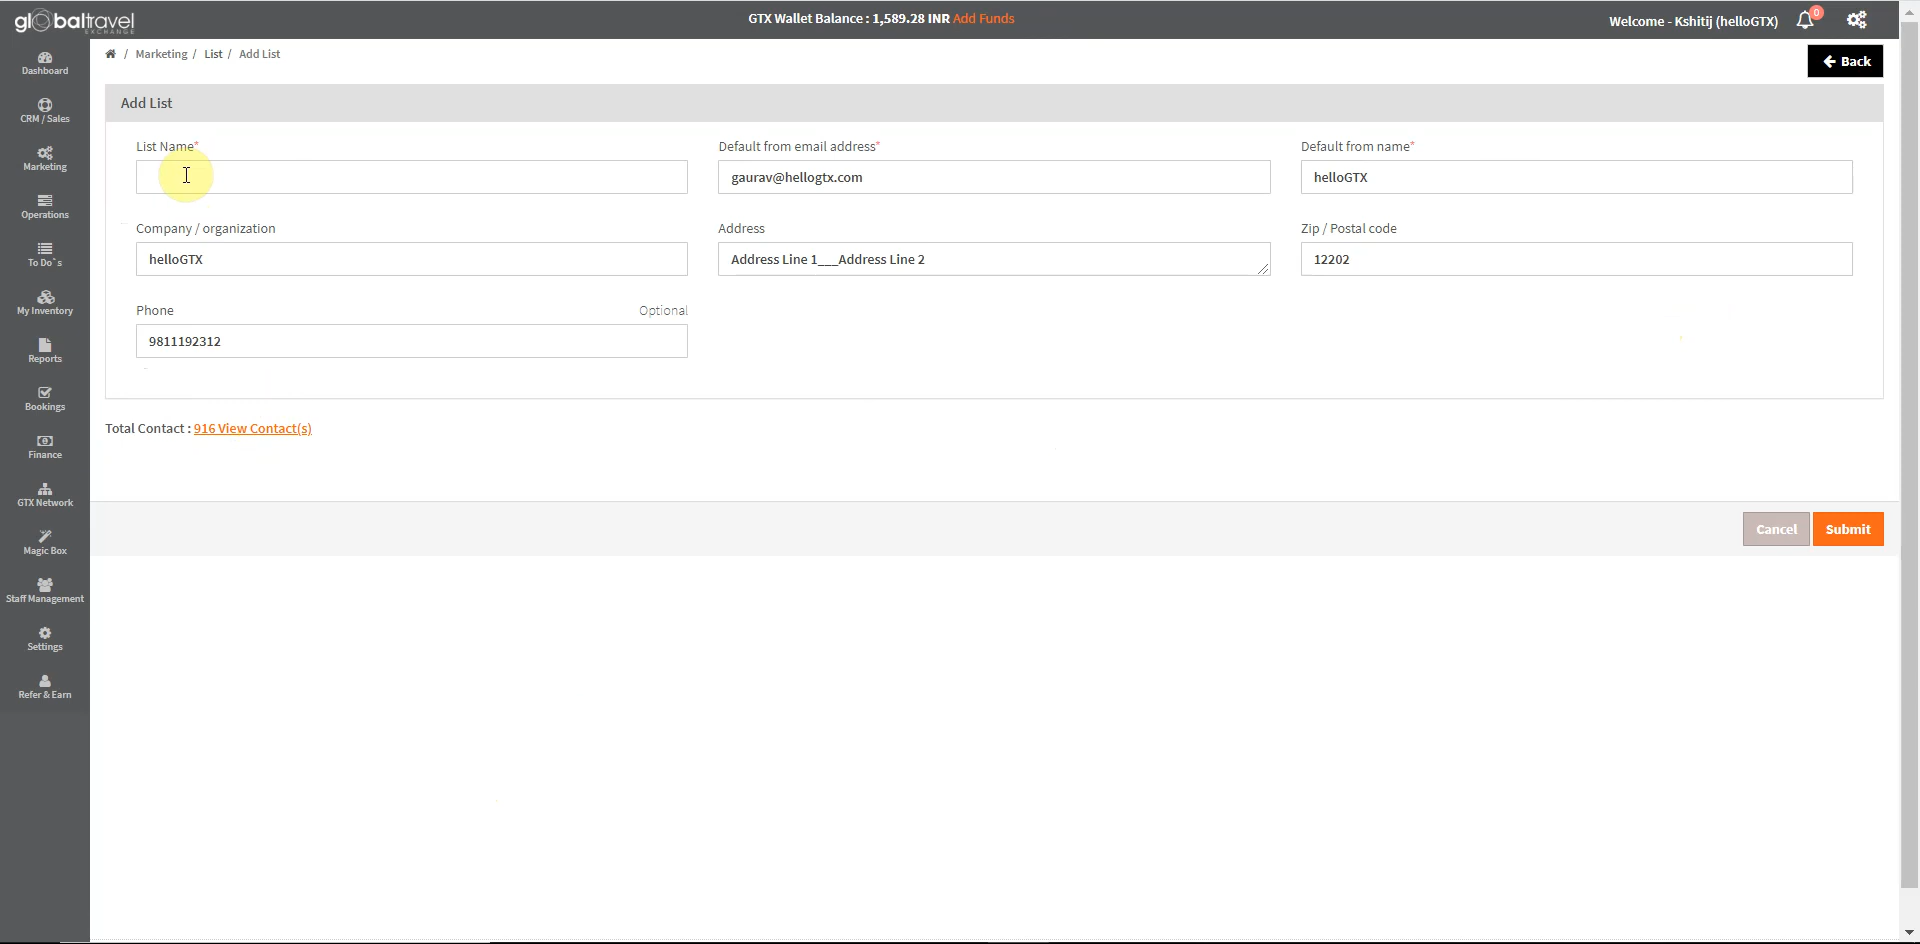 globaltravel
EXCHANGE
GTX Wallet Balance : 1,589.28 INR Add Funds
Welcome - Kshitij (helloGTX)
0
/ Marketing / List / Add List
Back
Dashboard
CRM / Sales
Marketing
Operations
To Do`s
My Inventory
Reports
Bookings
Finance
GTX Network
Magic Box
Staff Management
Settings
Refer & Earn
Add List
List Name*
Default from email address*
gaurav@hellogtx.com
Default from name*
helloGTX
Company / organization
helloGTX
Address
Address Line 1___Address Line 2
Zip / Postal code
12202
Phone
Optional
9811192312
Total Contact : 916 View Contact(s)
Cancel
Submit